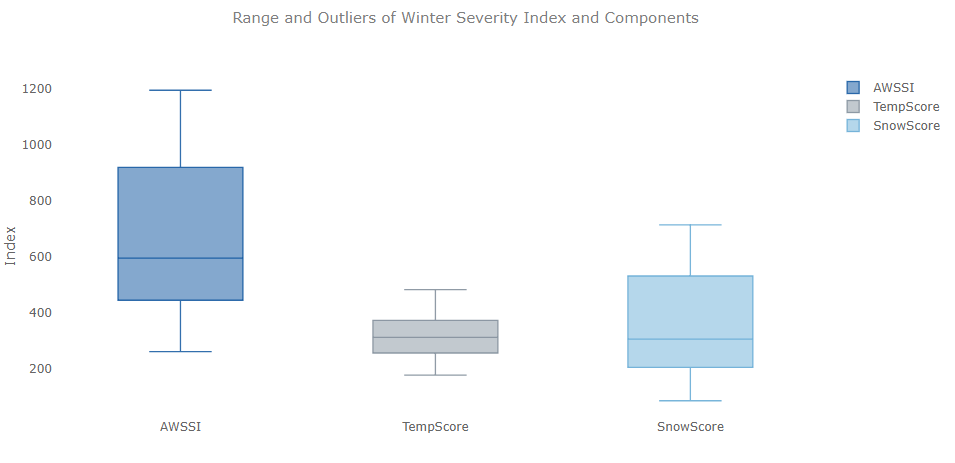 Range and Outliers of Winter Severity Index and Components
1200
1000
800
600
400
200
Index
AWSSI
TempScore
SnowScore
AWSSI
TempScore
SnowScore